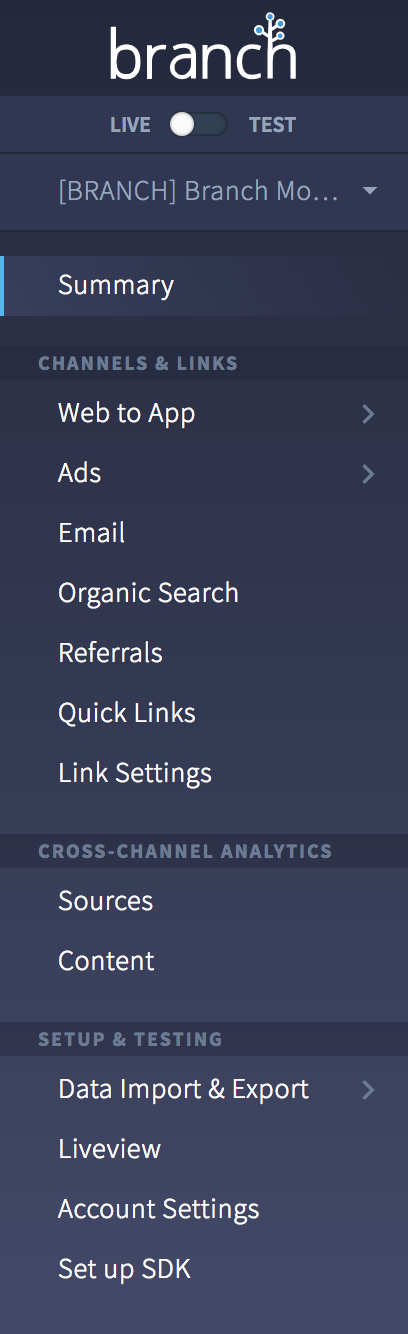 branch
LIVE TEST
[BRANCH] Branch Mo...
Summary
CHANNELS & LINKS
Web to App
Ads
Email
Organic Search
Referrals
Quick Links
Link Settings
CROSS-CHANNEL ANALYTICS
Sources
Content
SETUP & TESTING
Data Import & Export
Liveview
Account Settings
Set up SDK